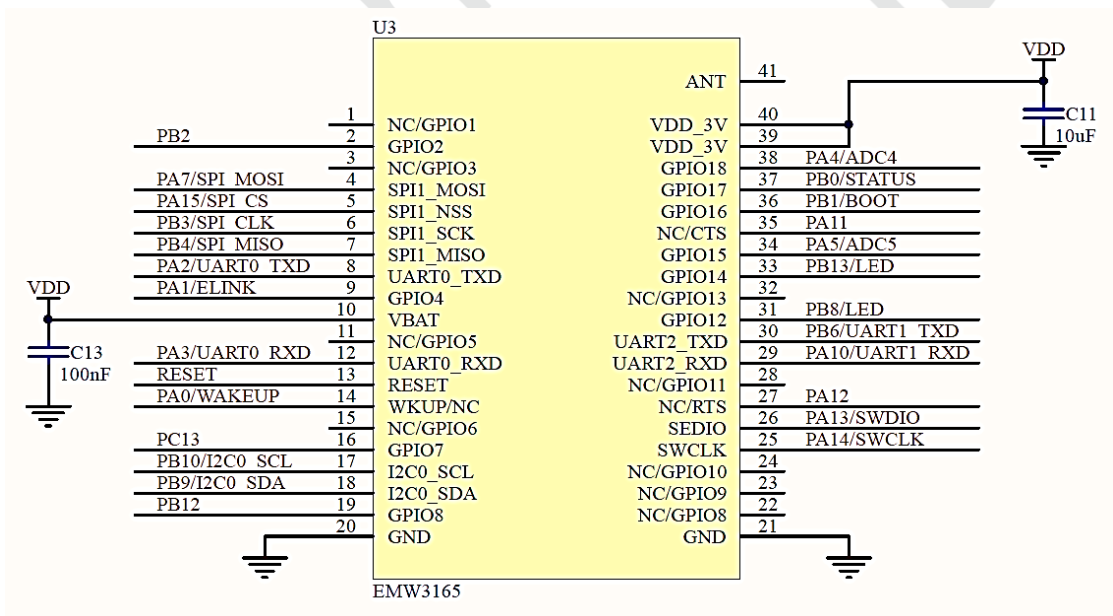 U3
VDD
ANT 41
1 NC/GPIO1
PB2 2 GPIO2
3 NC/GPIO3
PA7/SPI_MOSI 4 SPI1_MOSI
PA15/SPI_CS 5 SPI1_NSS
PB3/SPI_CLK 6 SPI1_SCK
PB4/SPI_MISO 7 SPI1_MISO
PA2/UART0_TXD 8 UART0_TXD
PA1/ELINK 9 GPIO4
VDD
10 VBAT
11 NC/GPIO5
C13
100nF
PA3/UART0_RXD 12 UART0_RXD
RESET 13 RESET
PA0/WAKEUP 14 WKUP/NC
15 NC/GPIO6
PC13 16 GPIO7
PB10/I2C0_SCL 17 I2C0_SCL
PB9/I2C0_SDA 18 I2C0_SDA
PB12 19 GPIO8
20 GND
VDD_3V 40
VDD_3V 39
C11
10uF
GPIO18 38 PA4/ADC4
GPIO17 37 PB0/STATUS
GPIO16 36 PB1/BOOT
NC/CTS 35 PA11
GPIO15 34 PA5/ADC5
GPIO14 33 PB13/LED
NC/GPIO13 32
GPIO12 31 PB8/LED
UART2_TXD 30 PB6/UART1_TXD
UART2_RXD 29 PA10/UART1_RXD
NC/GPIO11 28
NC/RTS 27 PA12
SEDIO 26 PA13/SWDIO
SWCLK 25 PA14/SWCLK
NC/GPIO10 24
NC/GPIO9 23
NC/GPIO8 22
GND 21
EMW3165